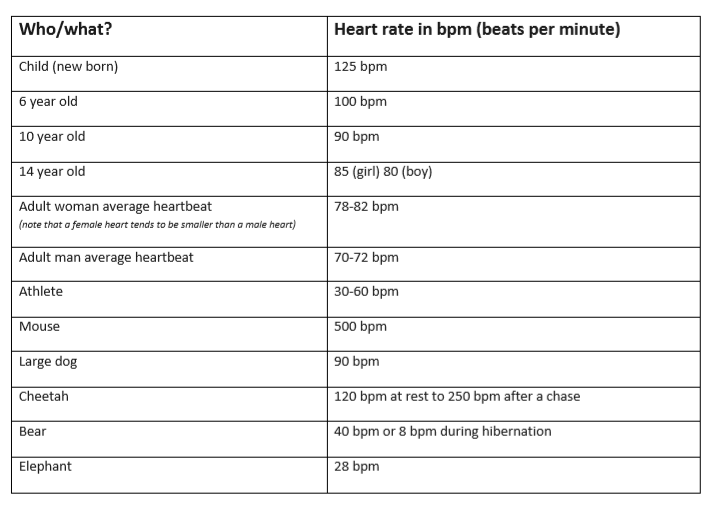 Who/what? Heart rate in bpm (beats per minute)
Child (new born) 125 bpm
6 year old 100 bpm
10 year old 90 bpm
14 year old 85 (girl) 80 (boy)
Adult woman average heartbeat 78-82 bpm
(note that a female heart tends to be smaller than a male heart)
Adult man average heartbeat 70-72 bpm
Athlete 30-60 bpm
Mouse 500 bpm
Large dog 90 bpm
Cheetah 120 bpm at rest to 250 bpm after a chase
Bear 40 bpm or 8 bpm during hibernation
Elephant 28 bpm